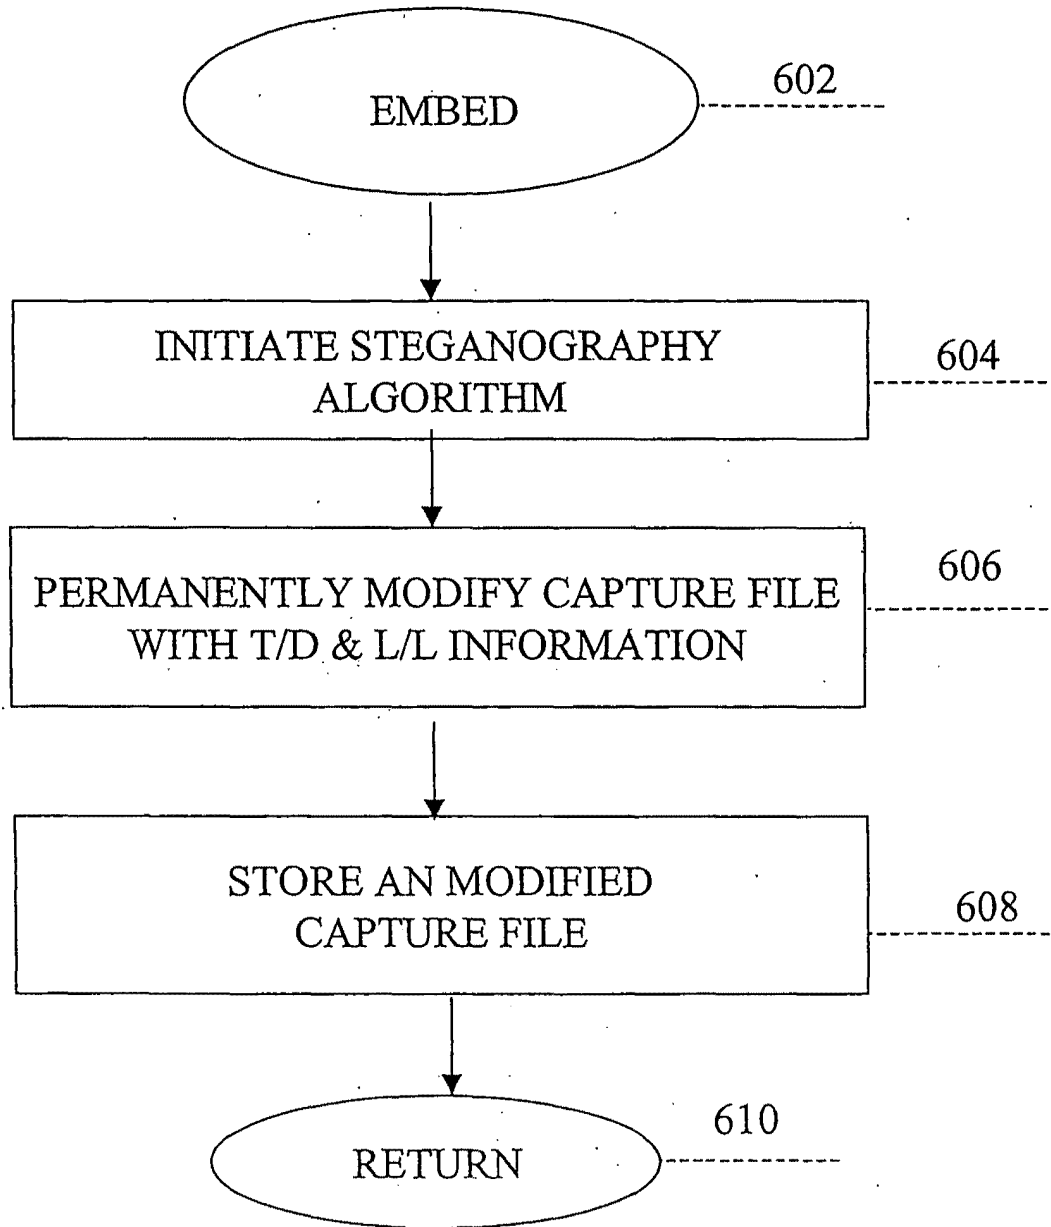 EMBED
602
INITIATE STEGANOGRAPHY
ALGORITHM
604
PERMANENTLY MODIFY CAPTURE FILE
WITH T/D & L/L INFORMATION
606
STORE AN MODIFIED
CAPTURE FILE
608
RETURN
610